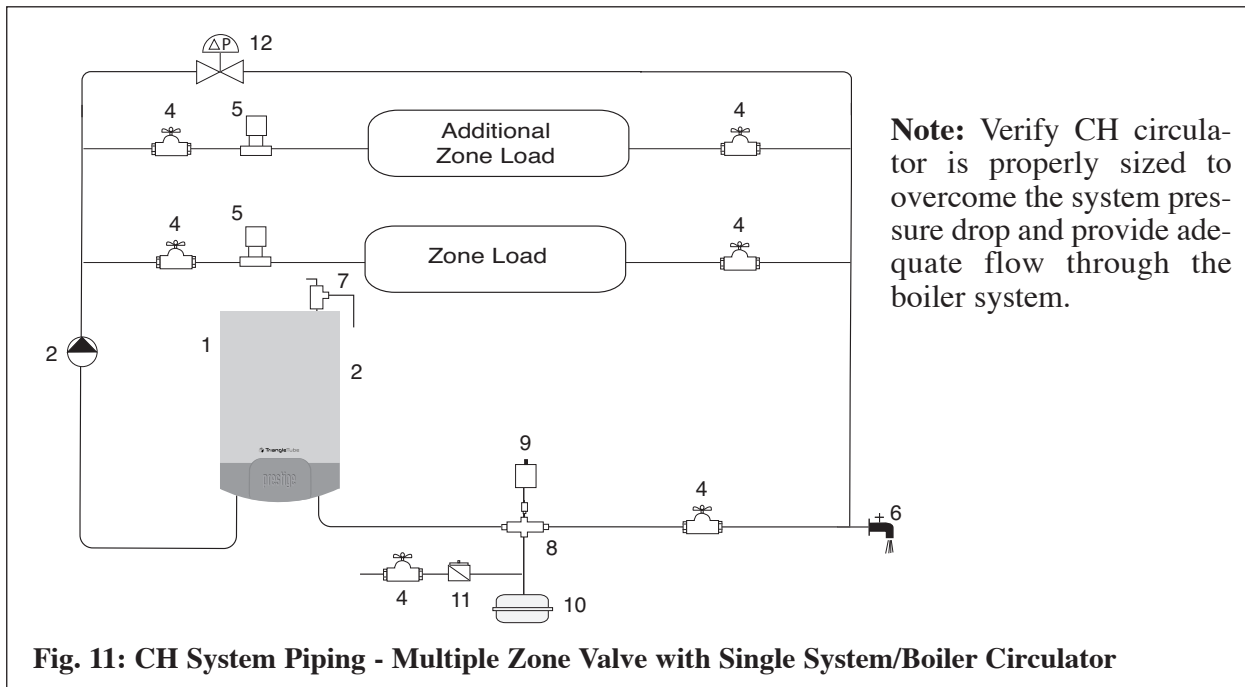 ΔP
12
4
5
Additional
Zone Load
4
Note: Verify CH circula-
tor is properly sized to
overcome the system pres-
sure drop and provide ade-
quate flow through the
boiler system.
4
5
Zone Load
4
7
1
2
2
TriangleTube
prestige
9
4
6
8
4
11
10
Fig. 11: CH System Piping - Multiple Zone Valve with Single System/Boiler Circulator